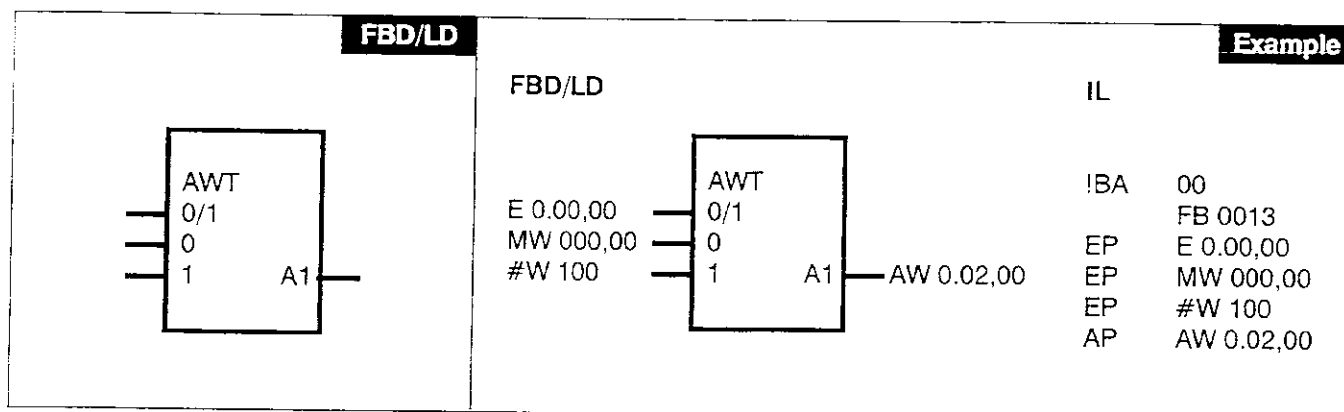 FBD/LD
AWT
0/1
0
1 A1
Example
FBD/LD
E 0.00,00
MW 000,00
#W 100
AWT
0/1
0
1 A1
AW 0.02,00
IL
!BA 00
FB 0013
EP E 0.00,00
EP MW 000,00
EP #W 100
AP AW 0.02,00